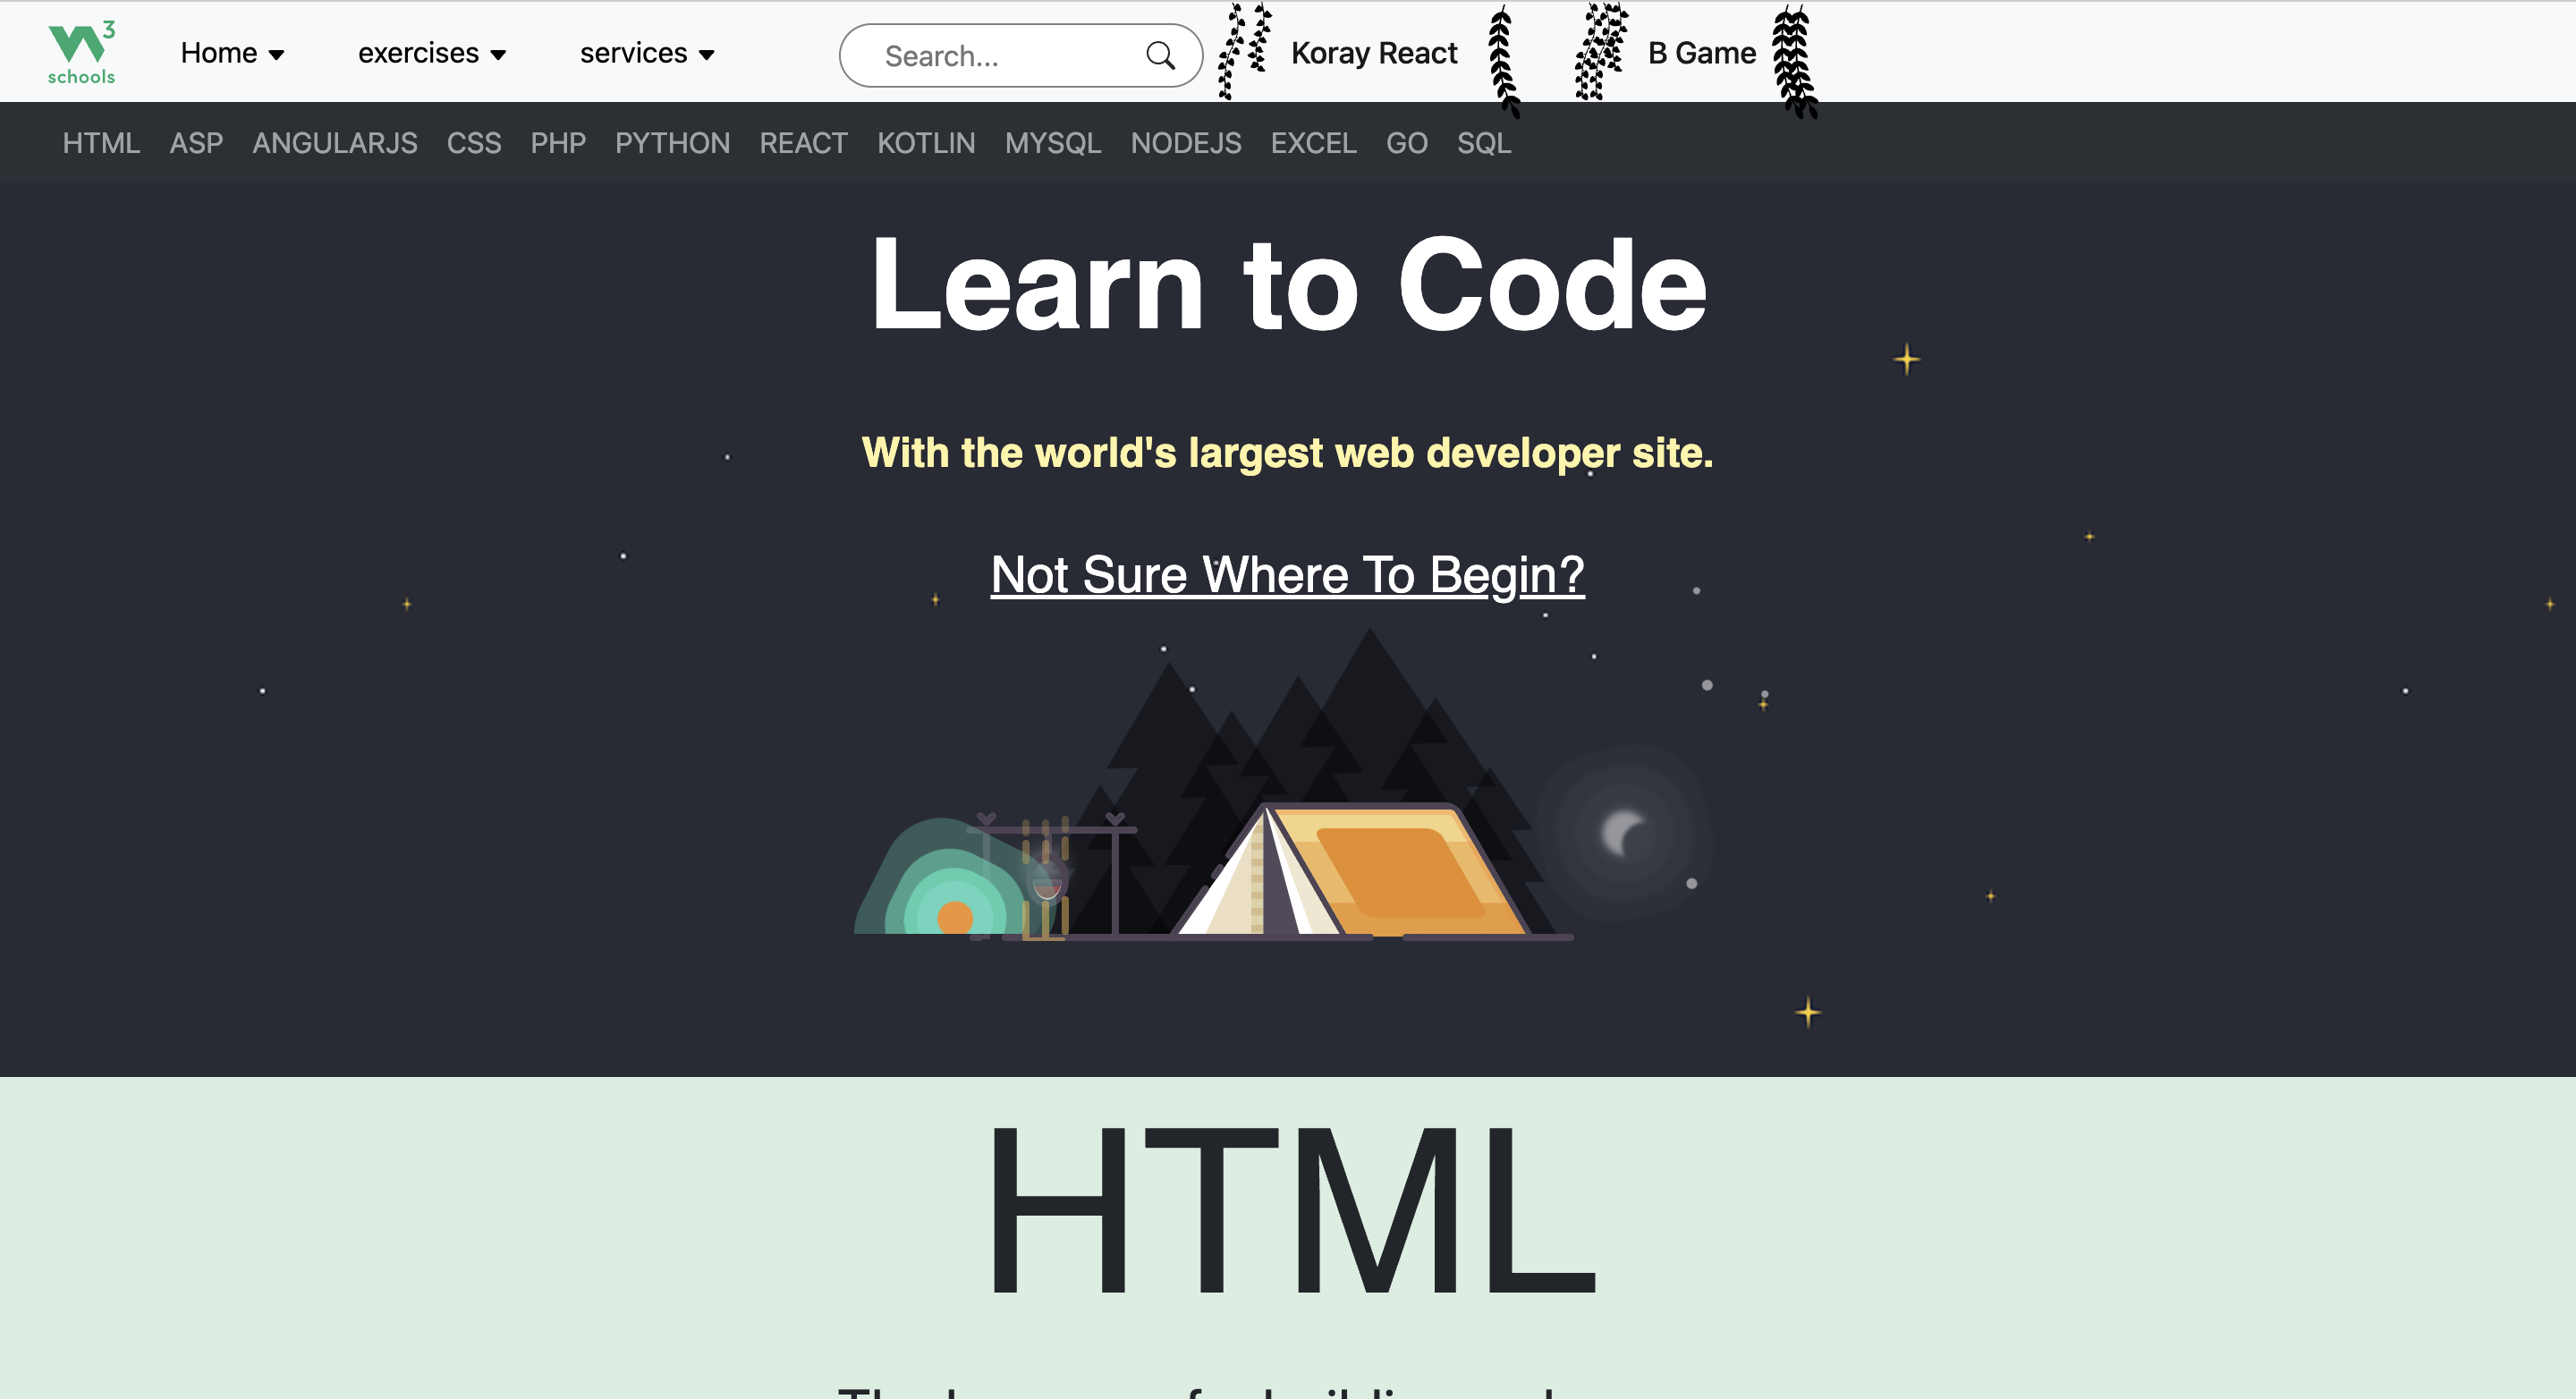 W3 schools Home exercises services Search... Koray React B Game
HTML ASP ANGULARJS CSS PHP PYTHON REACT KOTLIN MYSQL NODEJS EXCEL GO SQL
Learn to Code
With the world's largest web developer site.
Not Sure Where To Begin?
HTML